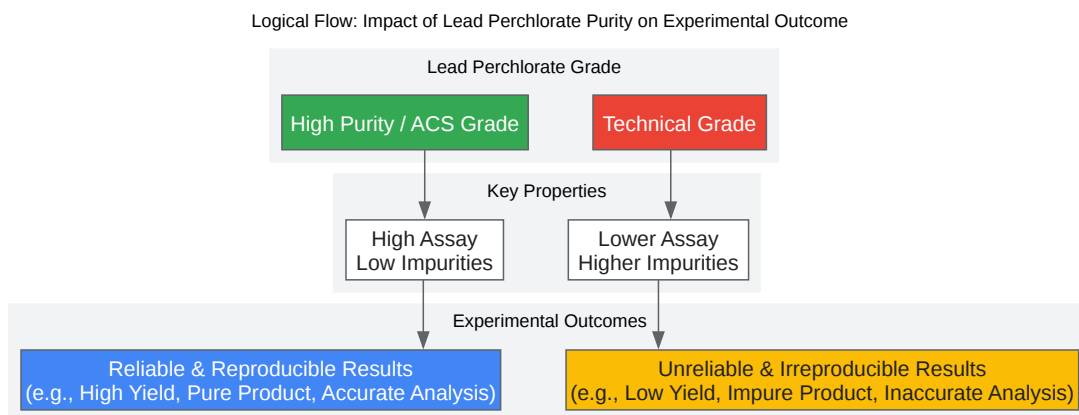 Logical Flow: Impact of Lead Perchlorate Purity on Experimental Outcome
Lead Perchlorate Grade
High Purity / ACS Grade
Technical Grade
Key Properties
High Assay
Low Impurities
Lower Assay
Higher Impurities
Experimental Outcomes
Reliable & Reproducible Results
(e.g., High Yield, Pure Product, Accurate Analysis)
Unreliable & Irreproducible Results
(e.g., Low Yield, Impure Product, Inaccurate Analysis)